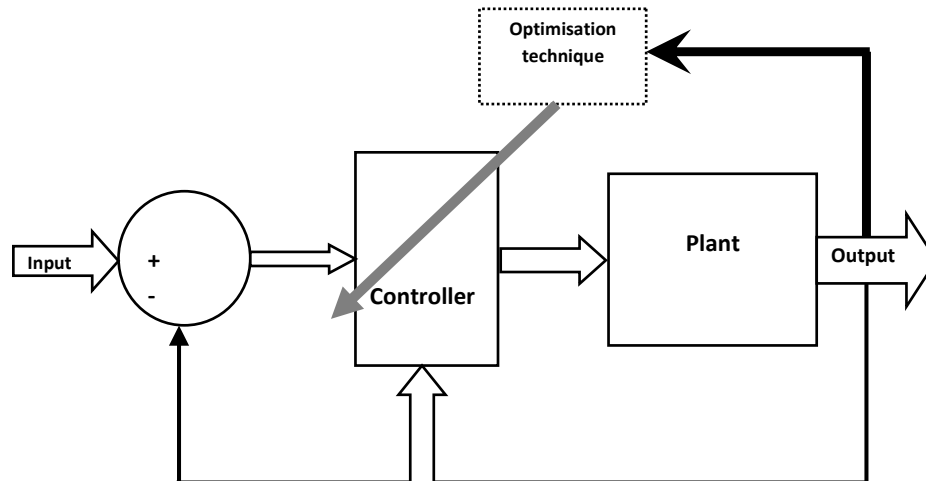 Optimisation
technique
Input
+
-
Controller
Plant
Output